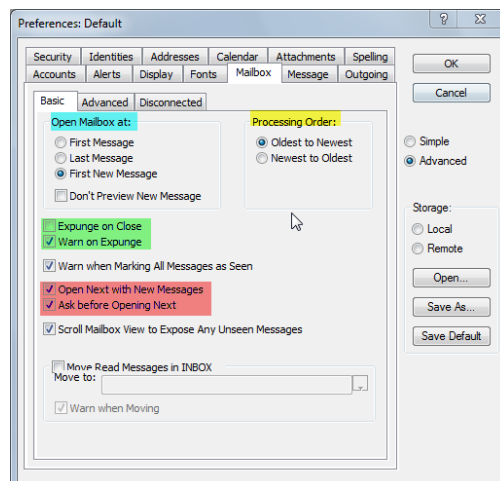 Preferences: Default
Security Identities Addresses Calendar Attachments Spelling
Accounts Alerts Display Fonts Mailbox Message Outgoing
Basic Advanced Disconnected
Open Mailbox at:
First Message
Last Message
First New Message
Don't Preview New Message
Processing Order:
Oldest to Newest
Newest to Oldest
Expunge on Close
Warn on Expunge
Warn when Marking All Messages as Seen
Open Next with New Messages
Ask before Opening Next
Scroll Mailbox View to Expose Any Unseen Messages
Move Read Messages in INBOX
Move to:
Warn when Moving
OK
Cancel
Simple
Advanced
Storage:
Local
Remote
Open...
Save As...
Save Default